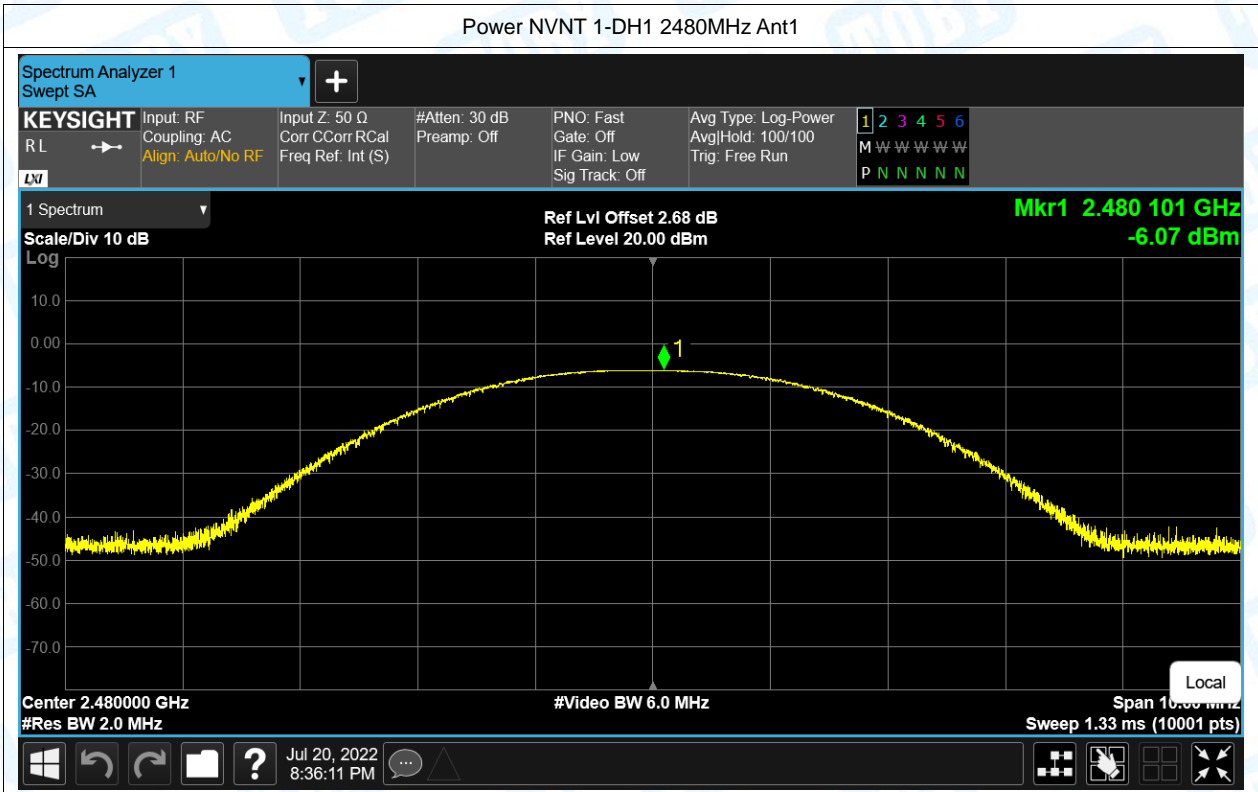 Power NVNT 1-DH1 2480MHz Ant1
Spectrum Analyzer 1
Swept SA
KEYSIGHT
R L
LXI
Input: RF
Coupling: AC
Align: Auto/No RF
Input Z: 50 Ω
Corr CCorr RCal
Freq Ref: Int (S)
#Atten: 30 dB
Preamp: Off
PNO: Fast
Gate: Off
IF Gain: Low
Sig Track: Off
Avg Type: Log-Power
Avg|Hold: 100/100
Trig: Free Run
1 2 3 4 5 6
M W W W W W
P N N N N N
1 Spectrum
Scale/Div 10 dB
Log
Ref Lvl Offset 2.68 dB
Ref Level 20.00 dBm
Mkr1 2.480 101 GHz
-6.07 dBm
1
10.0
0.00
-10.0
-20.0
-30.0
-40.0
-50.0
-60.0
-70.0
Local
Center 2.480000 GHz
#Res BW 2.0 MHz
#Video BW 6.0 MHz
Span 10.00 MHz
Sweep 1.33 ms (10001 pts)
?
Jul 20, 2022
8:36:11 PM